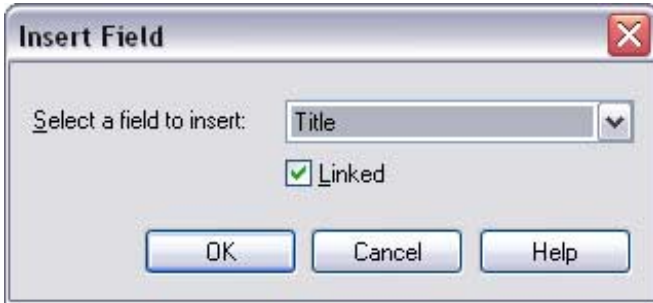 Insert Field
Select a field to insert: Title
Linked
OK Cancel Help